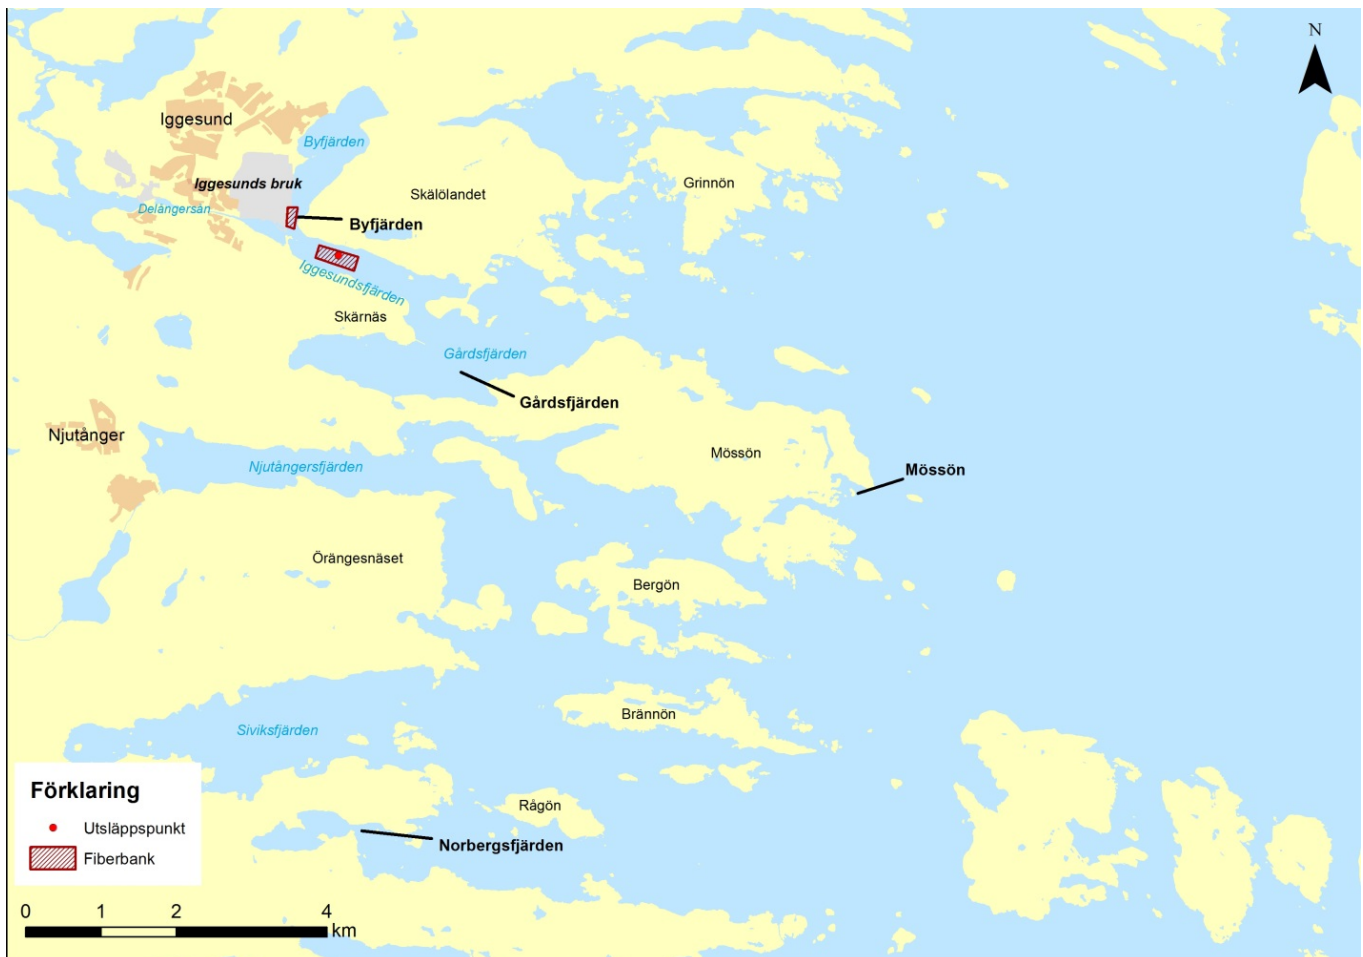 N
Iggesund
Byfjärden
Iggesunds bruk
Skälölandet
Grinnön
Delångersån
Byfjärden
Iggesundsfjärden
Skärnäs
Gårdsfjärden
Gårdsfjärden
Njutånger
Njutångersfjärden
Mössön
Mössön
Örängesnäset
Bergön
Brännön
Siviksfjärden
Rågön
Norbergsfjärden
Förklaring
Utsläppspunkt
Fiberbank
0 1 2 4
km